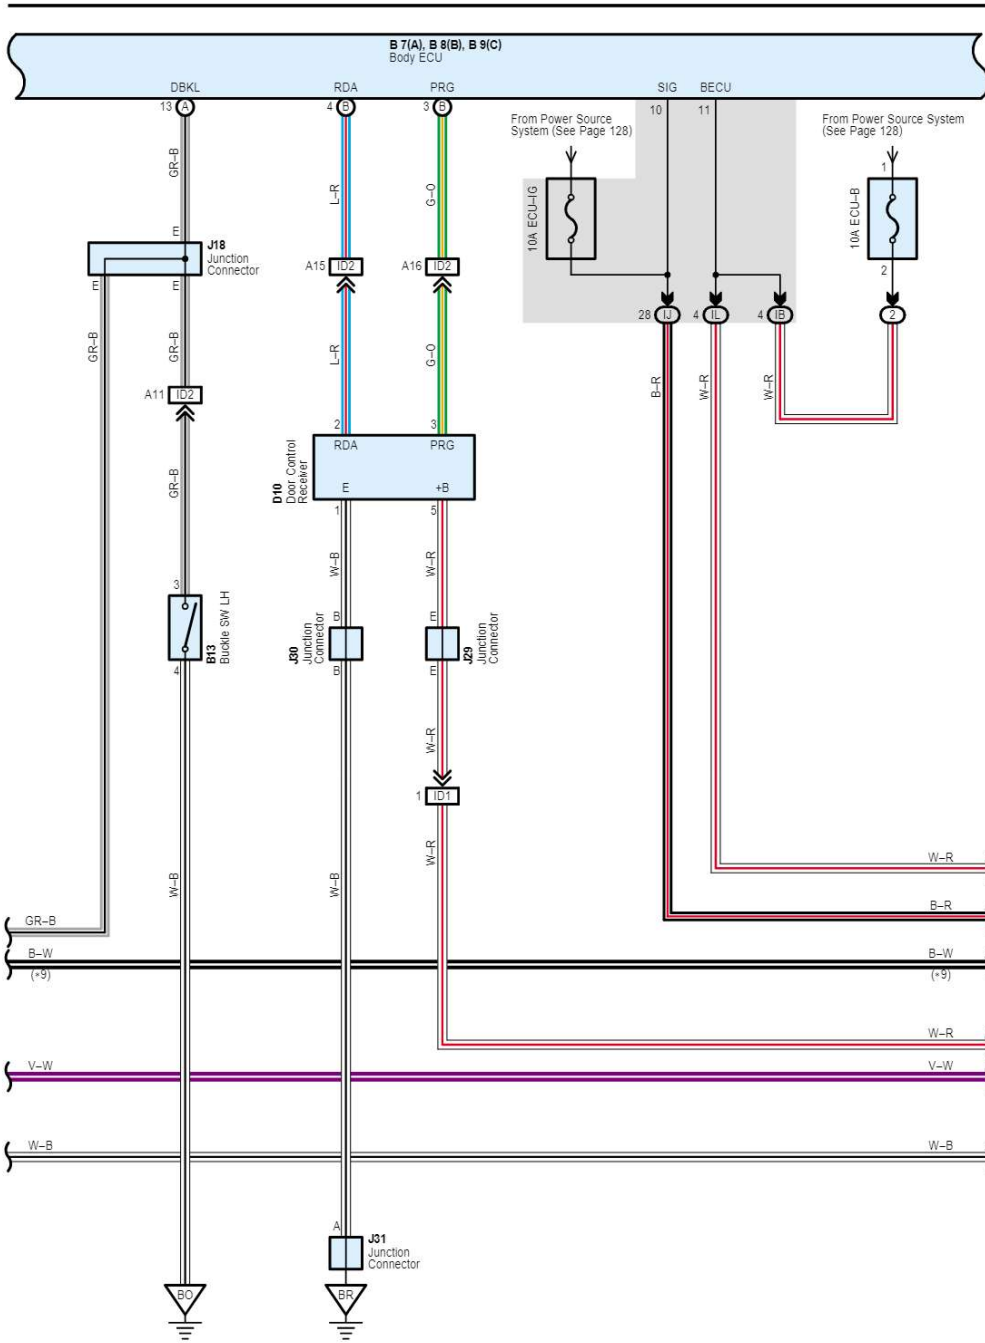 B 7(A), B 8(B), B 9(C)
Body ECU
DBKL
RDA
PRG
SIG
BECU
13
A
4
B
3
B
10
11
From Power Source
System (See Page 128)
From Power Source
System (See Page 128)
GR–B
L–R
G–O
10A ECU–IG
1
10A ECU–B
2
E
J18
Junction
Connector
E
E
A15
ID2
A16
ID2
28
IJ
4
IL
4
IB
2
GR–B
GR–B
L–R
G–O
B–R
W–R
W–R
A11
ID2
2
3
RDA
PRG
D10
Door Control
Receiver
E
+B
GR–B
1
5
W–B
W–R
3
B13
Buckle SW LH
4
B
J30
Junction
Connector
B
E
J29
Junction
Connector
E
W–R
1
ID1
W–R
W–B
W–B
W–R
GR–B
B–R
B–W
(*9)
B–W
(*9)
W–R
V–W
V–W
W–B
W–B
A
J31
Junction
Connector
BO
BR